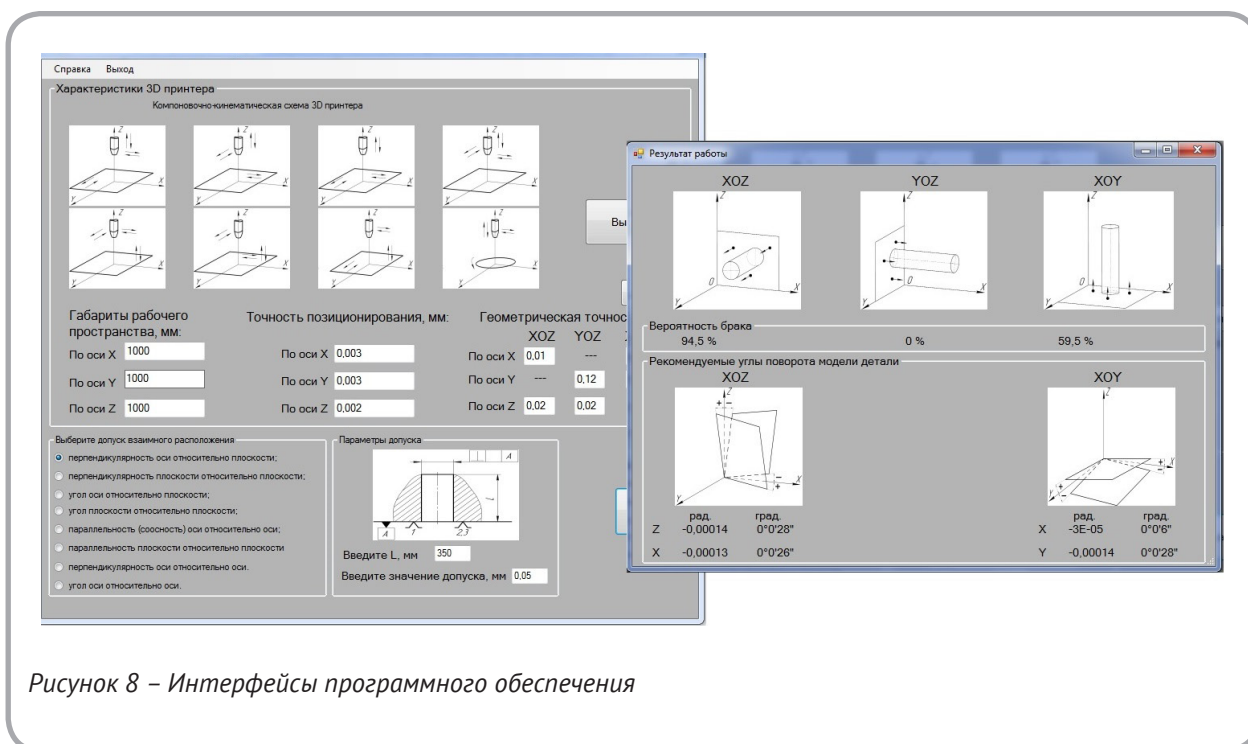 Справка Выход
Характеристики 3D принтера
Компоновочно-кинематическая схема 3D принтера
Z Z Z Z
X X X X
Y Y Y Y
Z Z Z Z
X X X X
Y Y Y Y
Вы
Габариты рабочего пространства, мм:
По оси X 1000
По оси Y 1000
По оси Z 1000
Точность позиционирования, мм:
По оси X 0,003
По оси Y 0,003
По оси Z 0,002
Геометрическая точнос
XOZ YOZ
По оси X 0,01 ---
По оси Y --- 0,12
По оси Z 0,02 0,02
Выберите допуск взаимного расположения
перпендикулярность оси относительно плоскости;
перпендикулярность плоскости относительно плоскости;
угол оси относительно плоскости;
угол плоскости относительно плоскости;
параллельность (соосность) оси относительно оси;
параллельность плоскости относительно плоскости
перпендикулярность оси относительно оси.
угол оси относительно оси.
Параметры допуска
A
l
A 1 2,3
Введите L, мм 350
Введите значение допуска, мм 0,05
Результат работы
XOZ YOZ XOY
Z Z Z
O O O
Y X Y X Y X
Вероятность брака
94,5 % 0 % 59,5 %
Рекомендуемые углы поворота модели детали
XOZ XOY
Z Z
+ -
X X
+ -
Y Y
рад. град. рад. град.
Z -0,00014 0°0'28" X -3E-05 0°0'6"
X -0,00013 0°0'26" Y -0,00014 0°0'28"
Рисунок 8 – Интерфейсы программного обеспечения